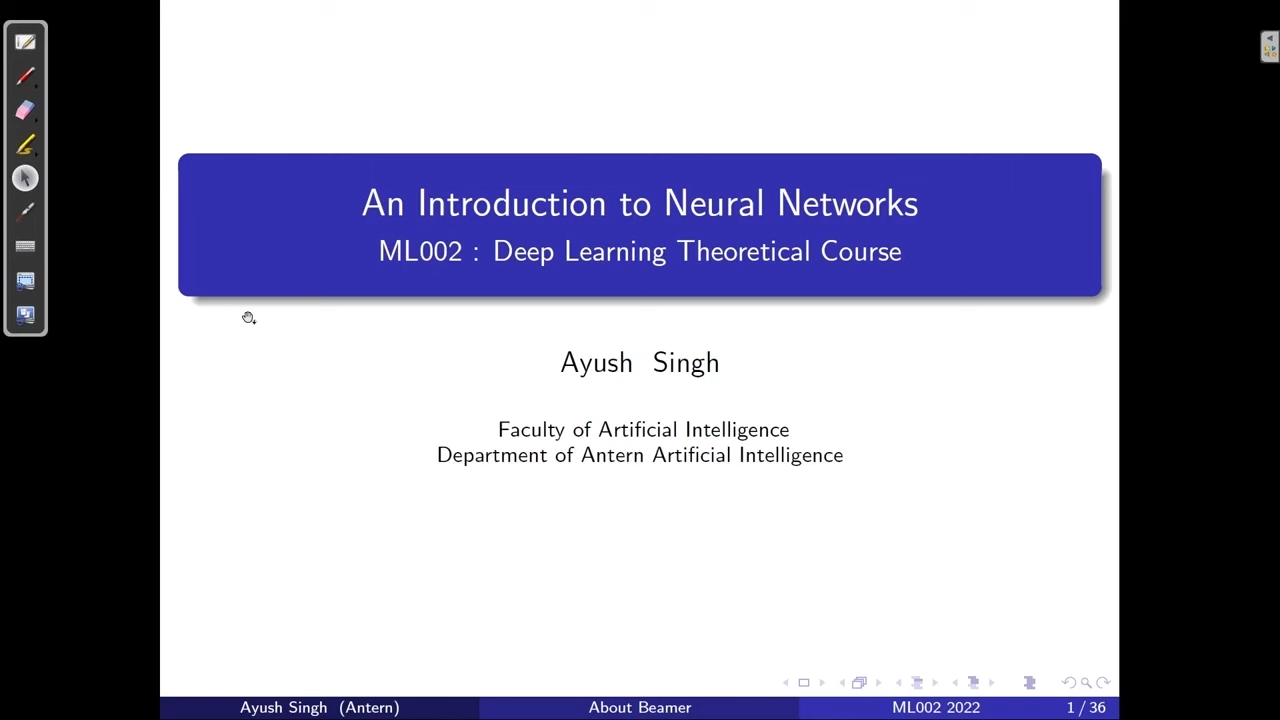 An Introduction to Neural Networks
ML002 : Deep Learning Theoretical Course
Ayush Singh
Faculty of Artificial Intelligence
Department of Antern Artificial Intelligence
Ayush Singh (Antern)
About Beamer
ML002 2022
1 / 36